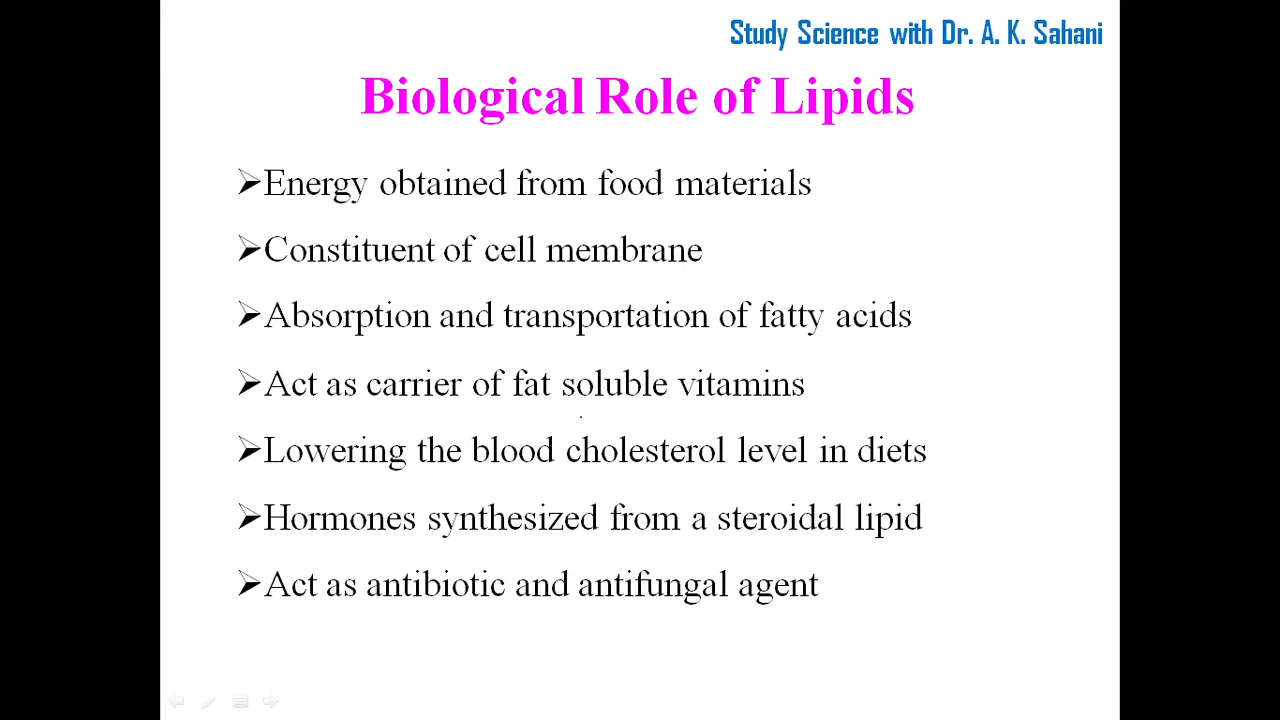 Study Science with Dr. A. K. Sahani
Biological Role of Lipids
➢Energy obtained from food materials
➢Constituent of cell membrane
➢Absorption and transportation of fatty acids
➢Act as carrier of fat soluble vitamins
➢Lowering the blood cholesterol level in diets
➢Hormones synthesized from a steroidal lipid
➢Act as antibiotic and antifungal agent